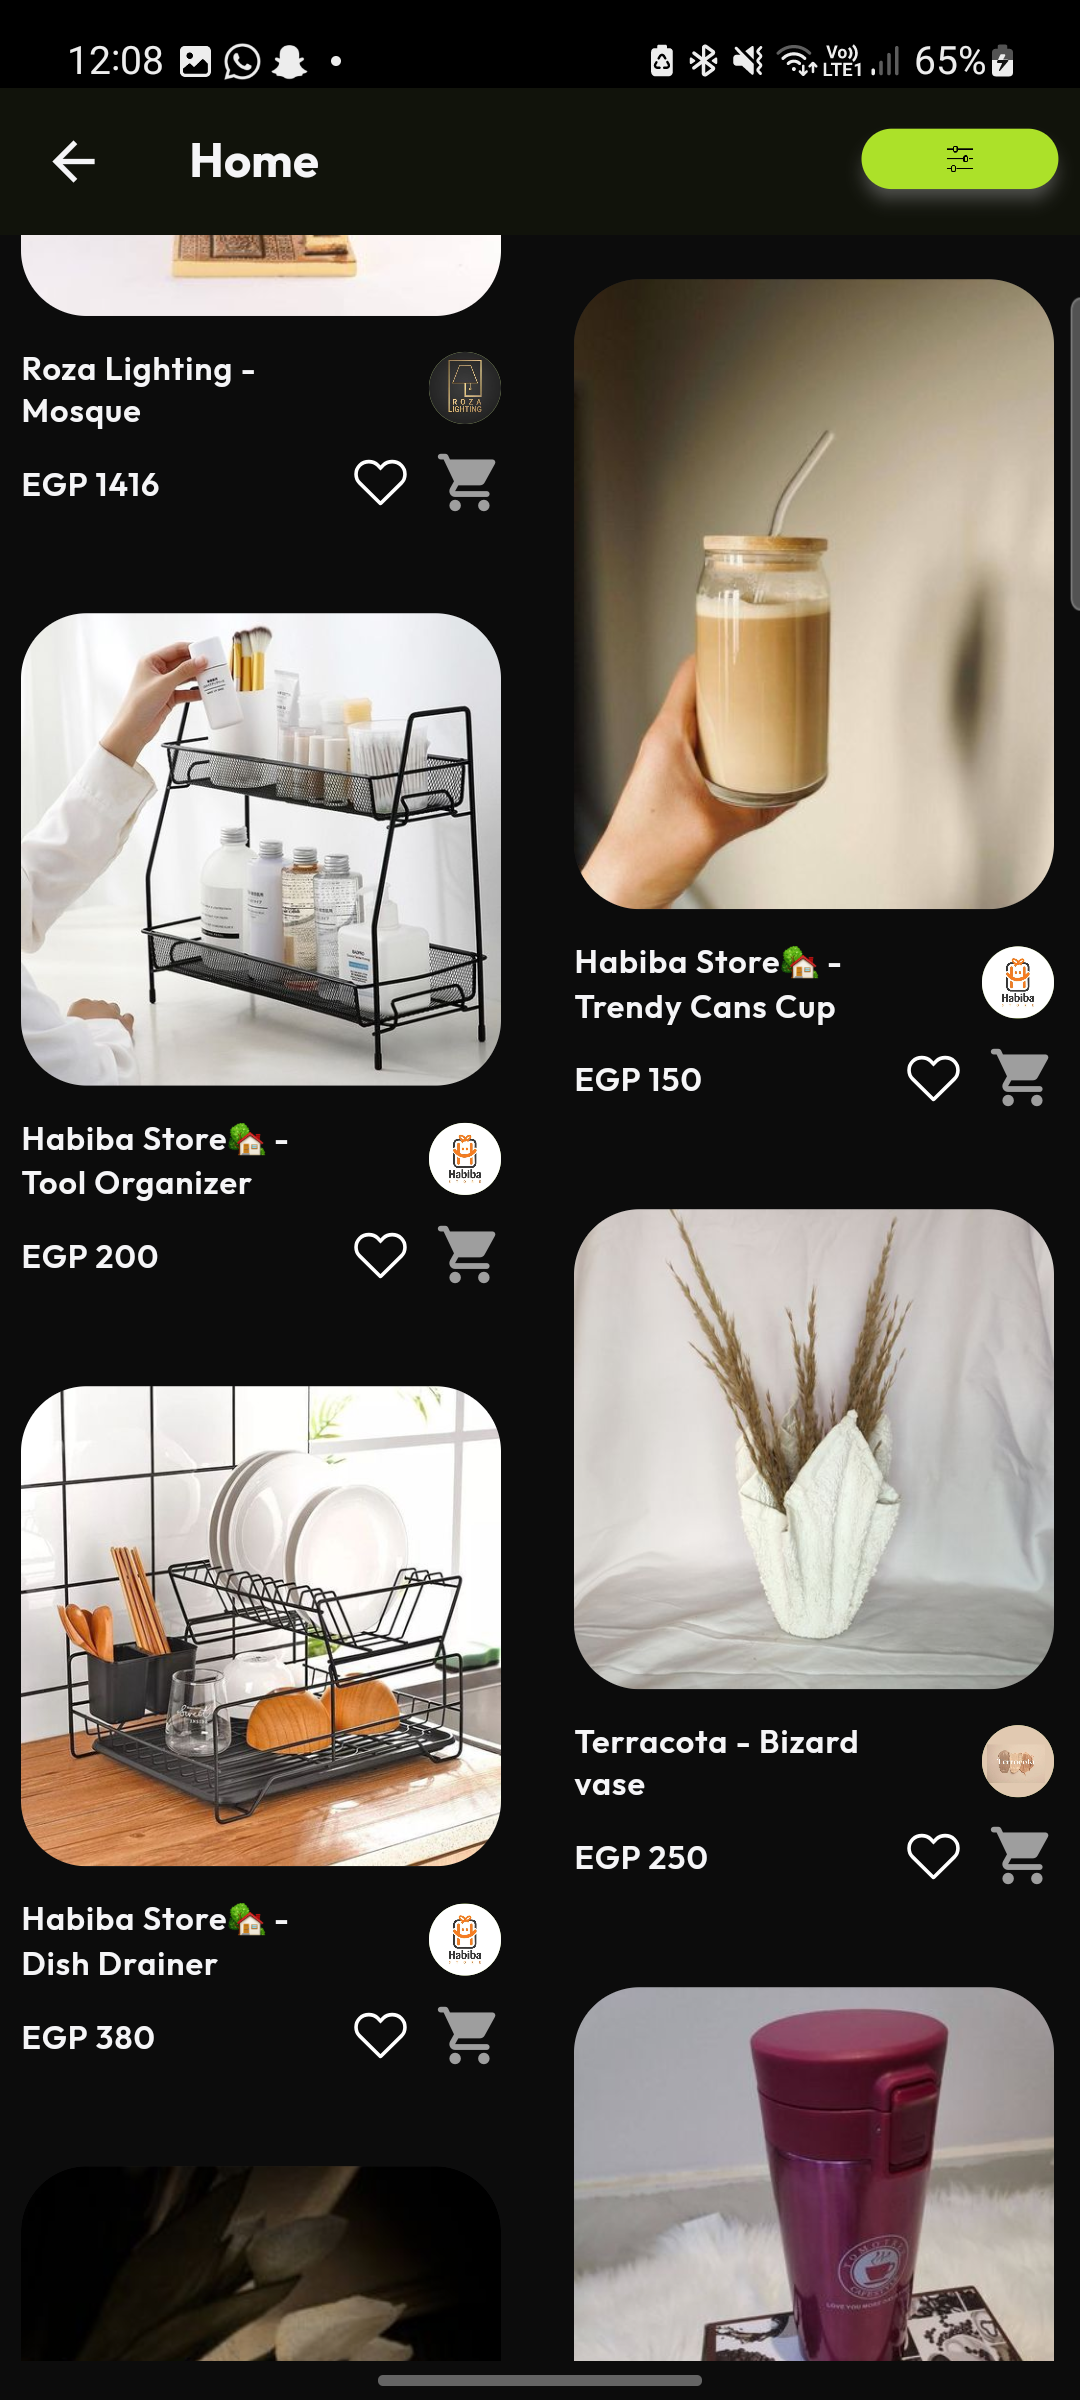 12:08
Vo))
LTE1
65%
Home
Roza Lighting -
Mosque
ROZA
LIGHTING
EGP 1416
Habiba Store🏡 -
Trendy Cans Cup
Habiba
EGP 150
Habiba Store🏡 -
Tool Organizer
Habiba
EGP 200
Terracota - Bizard
vase
EGP 250
Habiba Store🏡 -
Dish Drainer
Habiba
EGP 380